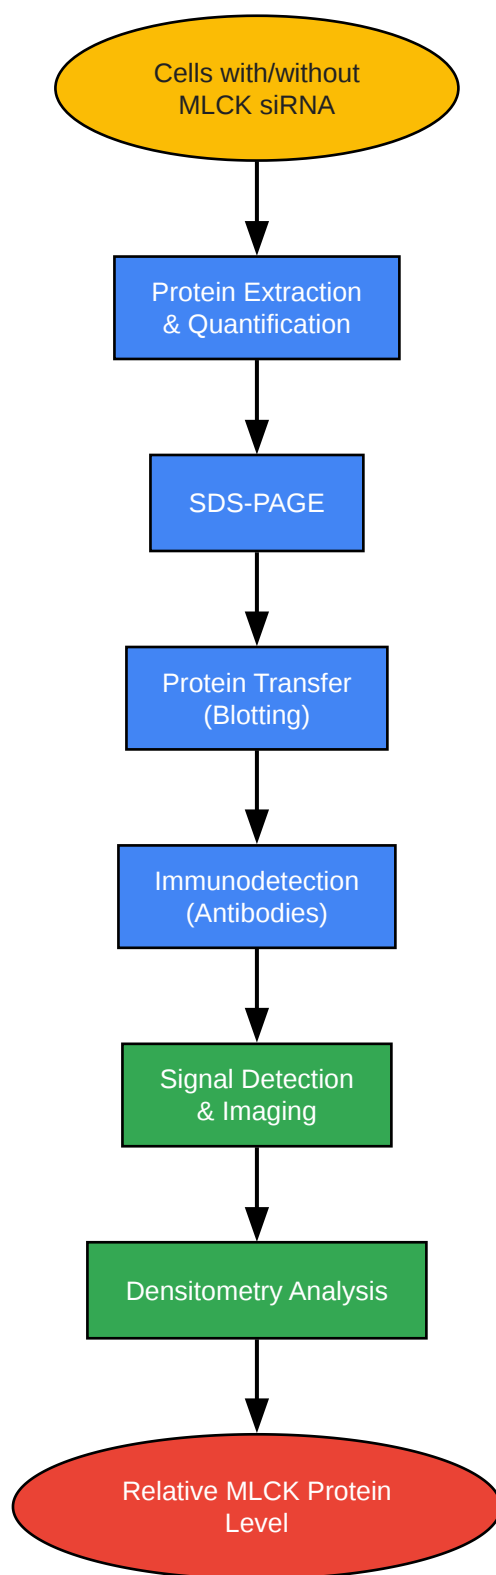 Cells with/without
MLCK siRNA
Protein Extraction
& Quantification
SDS-PAGE
Protein Transfer
(Blotting)
Immunodetection
(Antibodies)
Signal Detection
& Imaging
Densitometry Analysis
Relative MLCK Protein
Level